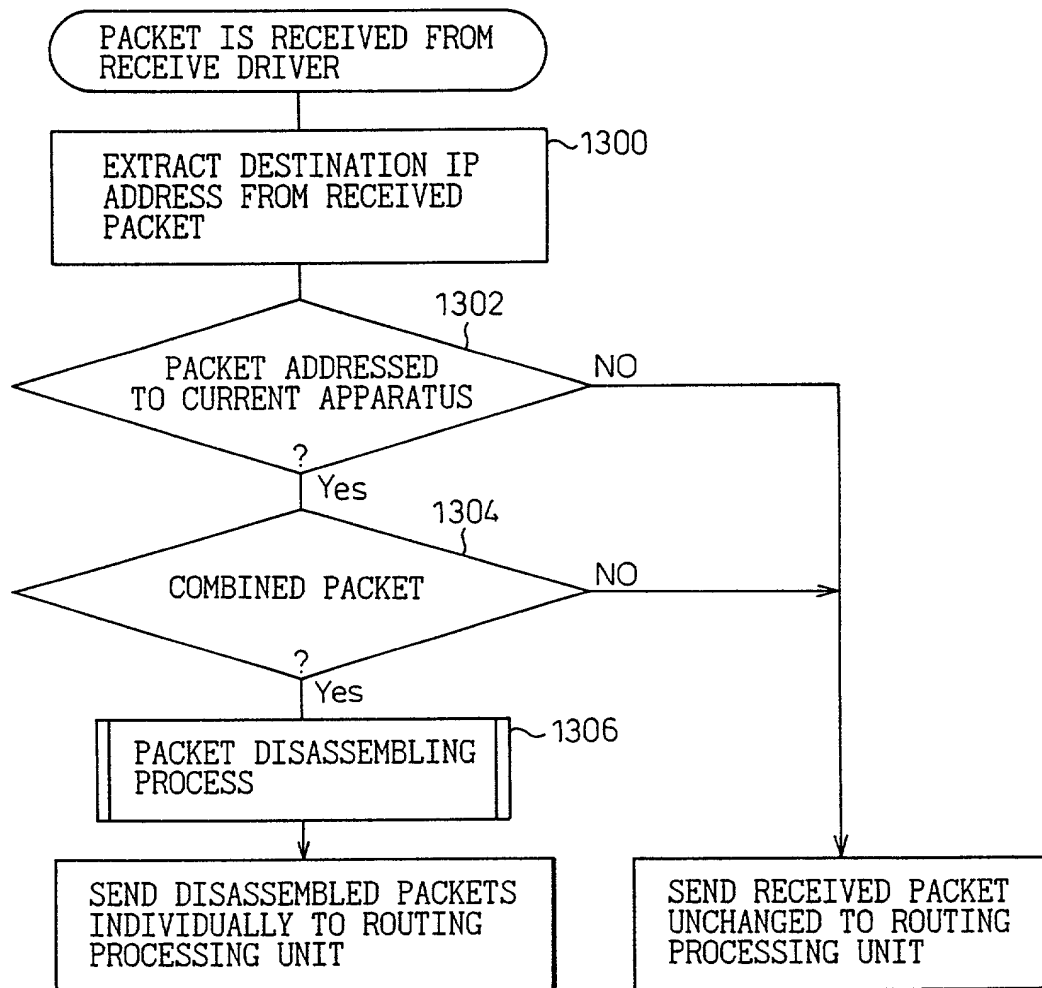 PACKET IS RECEIVED FROM
RECEIVE DRIVER
1300
EXTRACT DESTINATION IP
ADDRESS FROM RECEIVED
PACKET
1302
PACKET ADDRESSED
TO CURRENT APPARATUS
?
NO
Yes
1304
COMBINED PACKET
?
NO
Yes
1306
PACKET DISASSEMBLING
PROCESS
SEND DISASSEMBLED PACKETS
INDIVIDUALLY TO ROUTING
PROCESSING UNIT
SEND RECEIVED PACKET
UNCHANGED TO ROUTING
PROCESSING UNIT